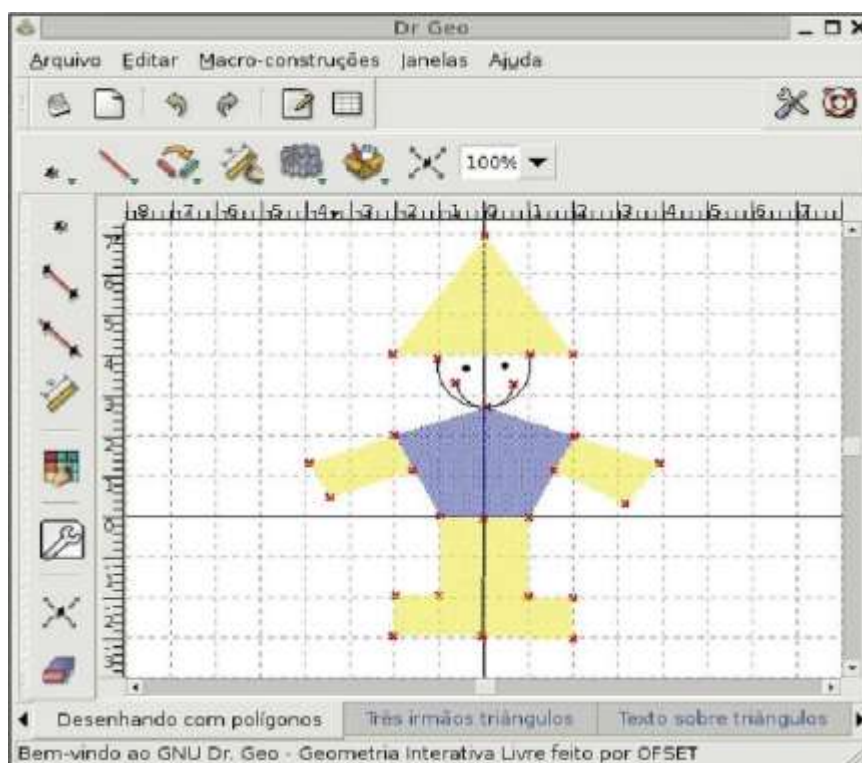 Dr Geo
Arquivo Editar Macro-construções Janelas Ajuda
100%
Desenhando com polígonos Três irmãos triângulos Texto sobre triângulos
Bem-vindo ao GNU Dr. Geo - Geometria Interativa Livre feito por OFSET